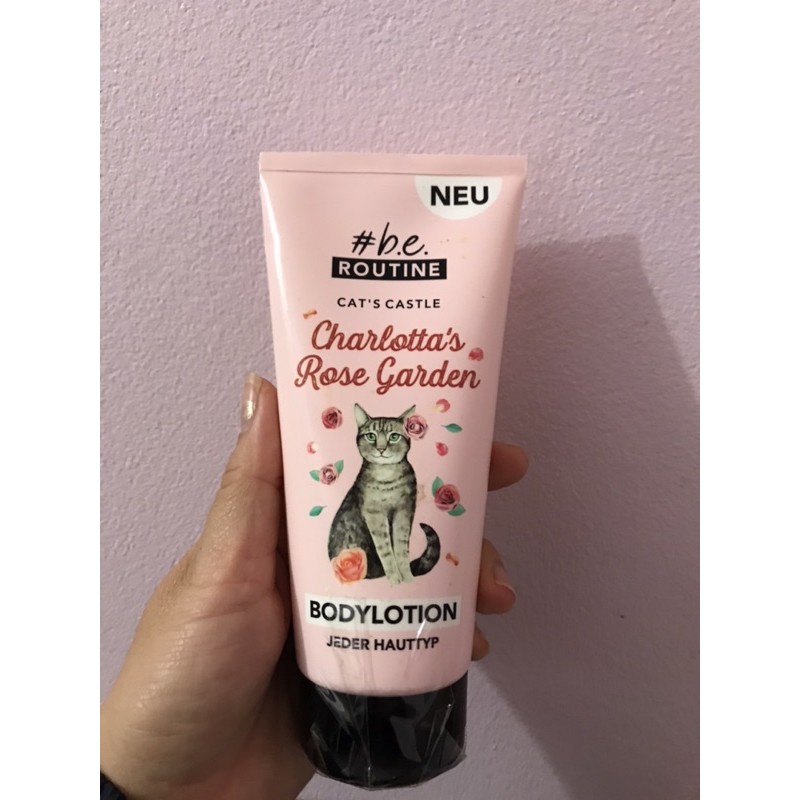 NEU
#b.e.
ROUTINE
CAT'S CASTLE
Charlotta's
Rose Garden
BODYLOTION
JEDER HAUTTYP